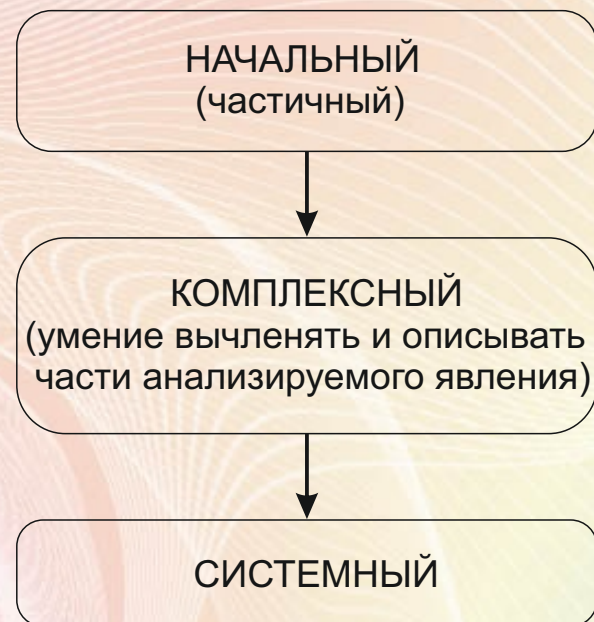 НАЧАЛЬНЫЙ
(частичный)
КОМПЛЕКСНЫЙ
(умение вычленять и описывать
части анализируемого явления)
СИСТЕМНЫЙ